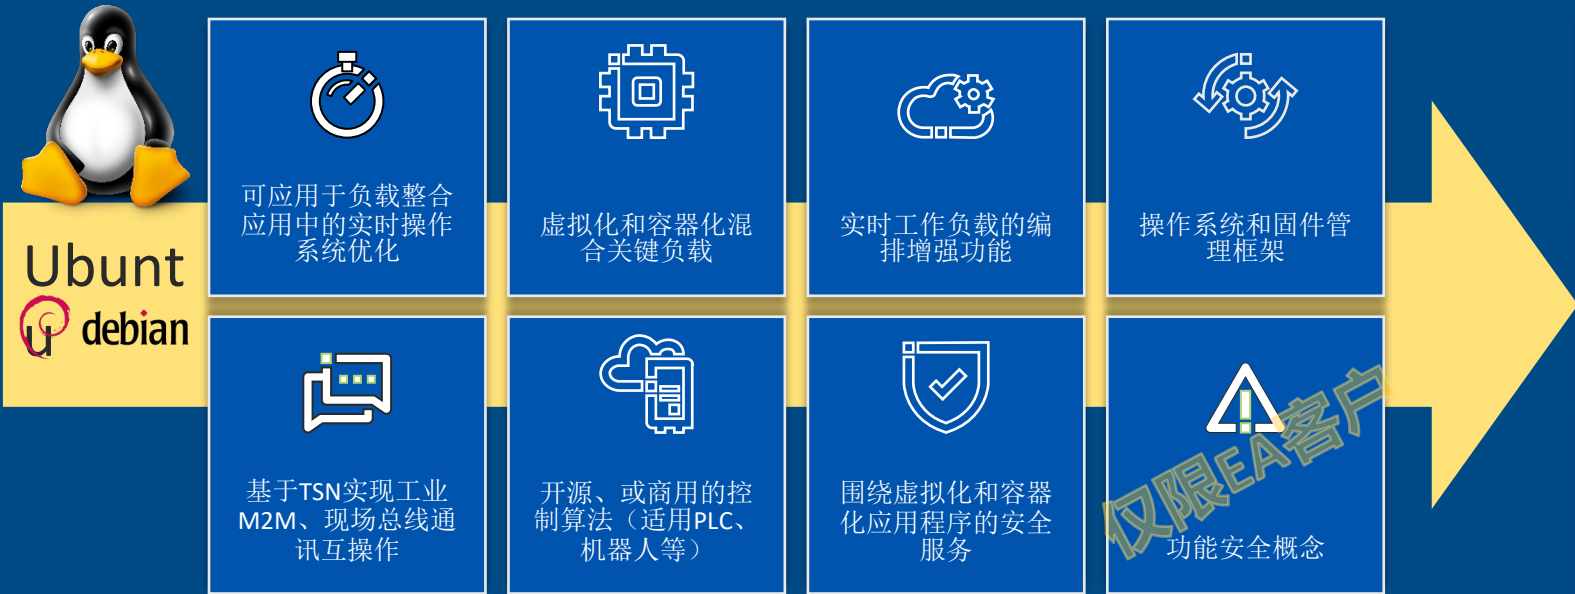 Ubunt
u
debian
可应用于负载整合
应用中的实时操作
系统优化
虚拟化和容器化混
合关键负载
实时工作负载的编
排增强功能
操作系统和固件管
理框架
基于TSN实现工业
M2M、现场总线通
讯互操作
开源、或商用的控
制算法（适用PLC、
机器人等）
围绕虚拟化和容器
化应用程序的安全
服务
功能安全概念
仅限EA客户